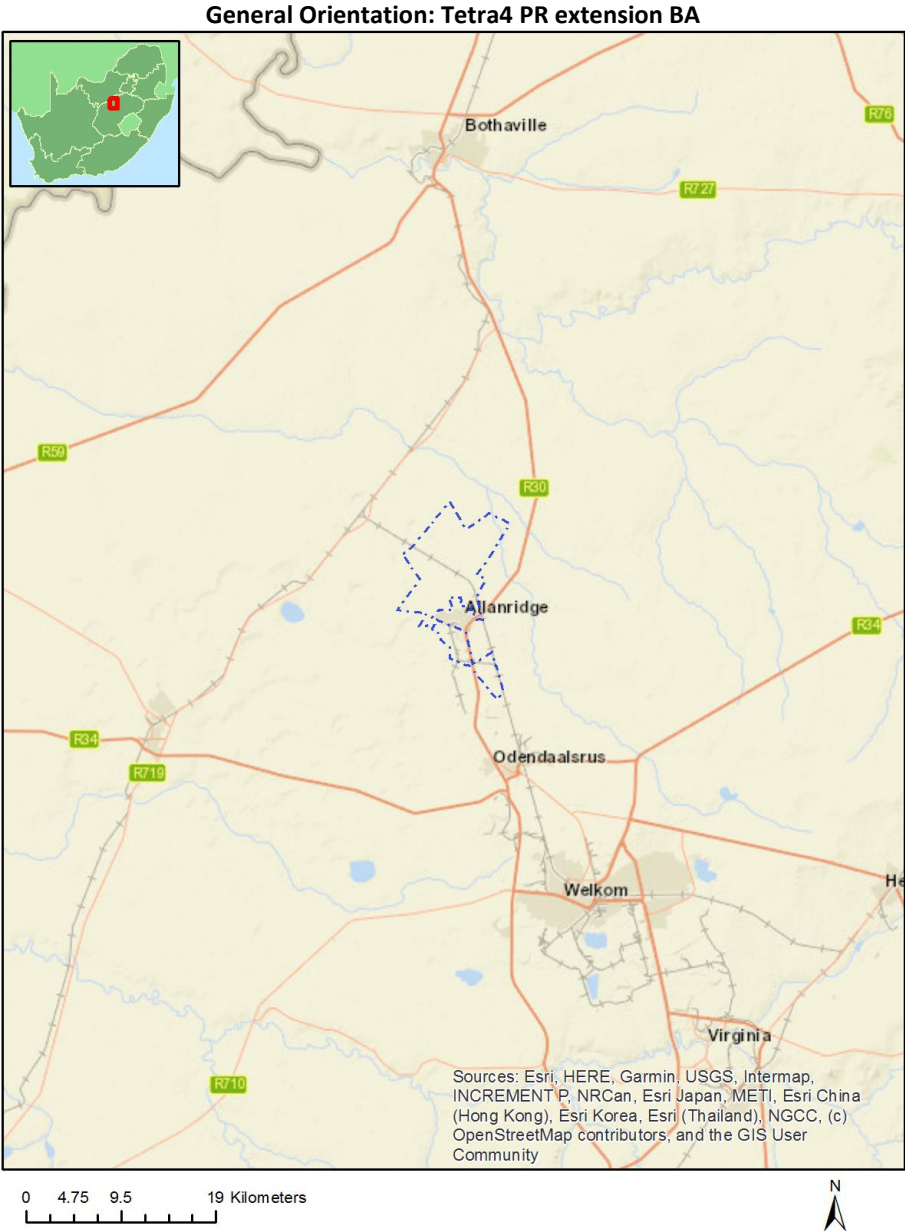 General Orientation: Tetra4 PR extension BA
Bothaville
R76
R727
R59
R30
Allanridge
R34
R34
Odendaalsrus
R719
Welkom
He
Virginia
R710
Sources: Esri, HERE, Garmin, USGS, Intermap,
INCREMENT P, NRCan, Esri Japan, METI, Esri China
(Hong Kong), Esri Korea, Esri (Thailand), NGCC, (c)
OpenStreetMap contributors, and the GIS User
Community
0 4.75 9.5 19 Kilometers
N